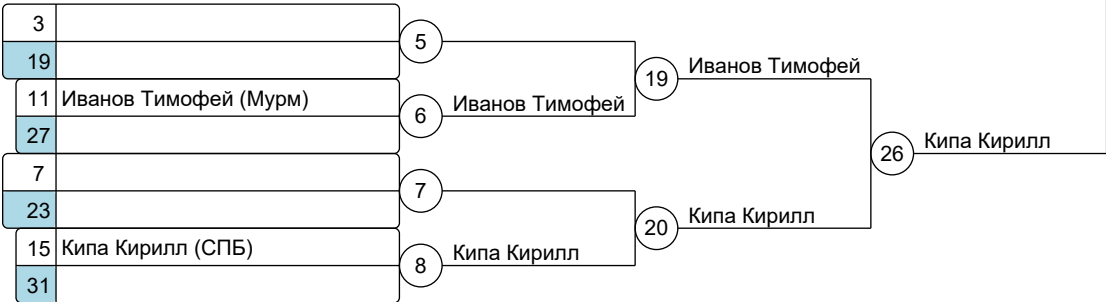 3
5
19
19
Иванов Тимофей
11 Иванов Тимофей (Мурм)
6
Иванов Тимофей
27
26
Кипа Кирилл
7
7
23
20
Кипа Кирилл
15 Кипа Кирилл (СПБ)
8
Кипа Кирилл
31